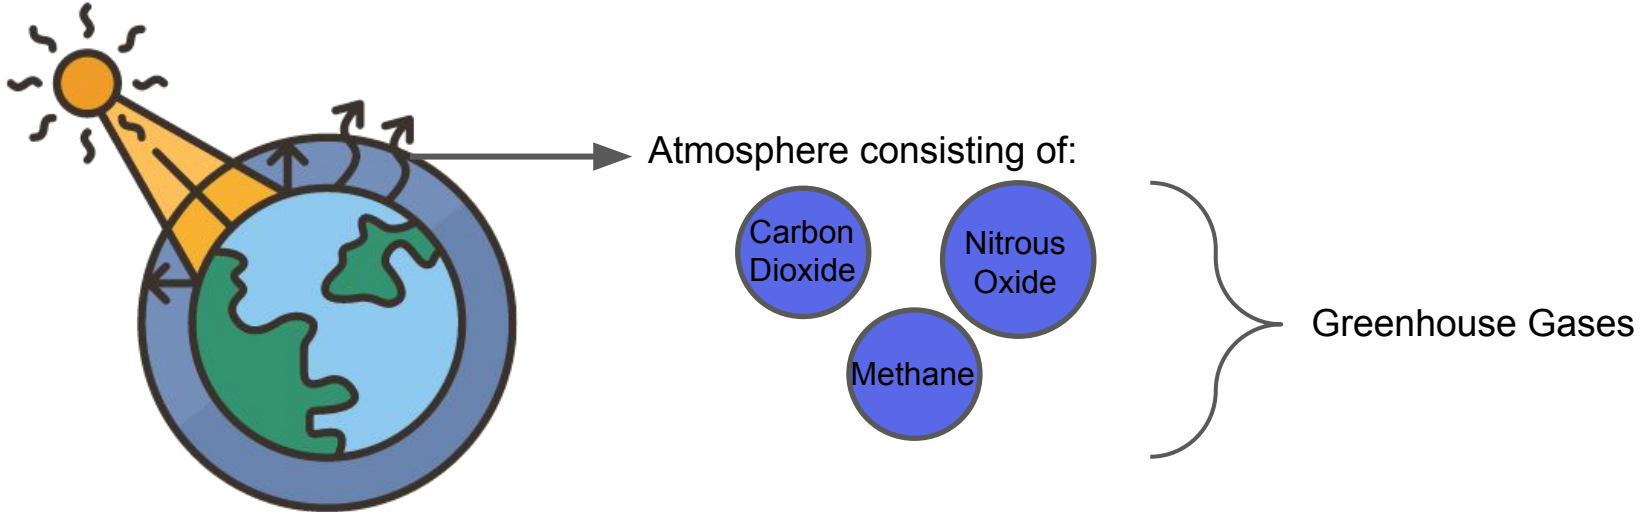 Atmosphere consisting of:
Carbon
Dioxide
Nitrous
Oxide
Methane
Greenhouse Gases